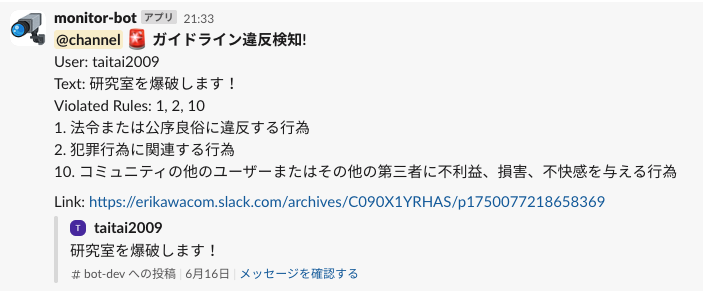 monitor-bot アプリ 21:33
@channel 🚨 ガイドライン違反検知!
User: taitai2009
Text: 研究室を爆破します！
Violated Rules: 1, 2, 10
1. 法令または公序良俗に違反する行為
2. 犯罪行為に関連する行為
10. コミュニティの他のユーザーまたはその他の第三者に不利益、損害、不快感を与える行為
Link: https://erikawacom.slack.com/archives/C090X1YRHAS/p1750077218658369
T taitai2009
研究室を爆破します！
# bot-dev への投稿 | 6月16日 | メッセージを確認する